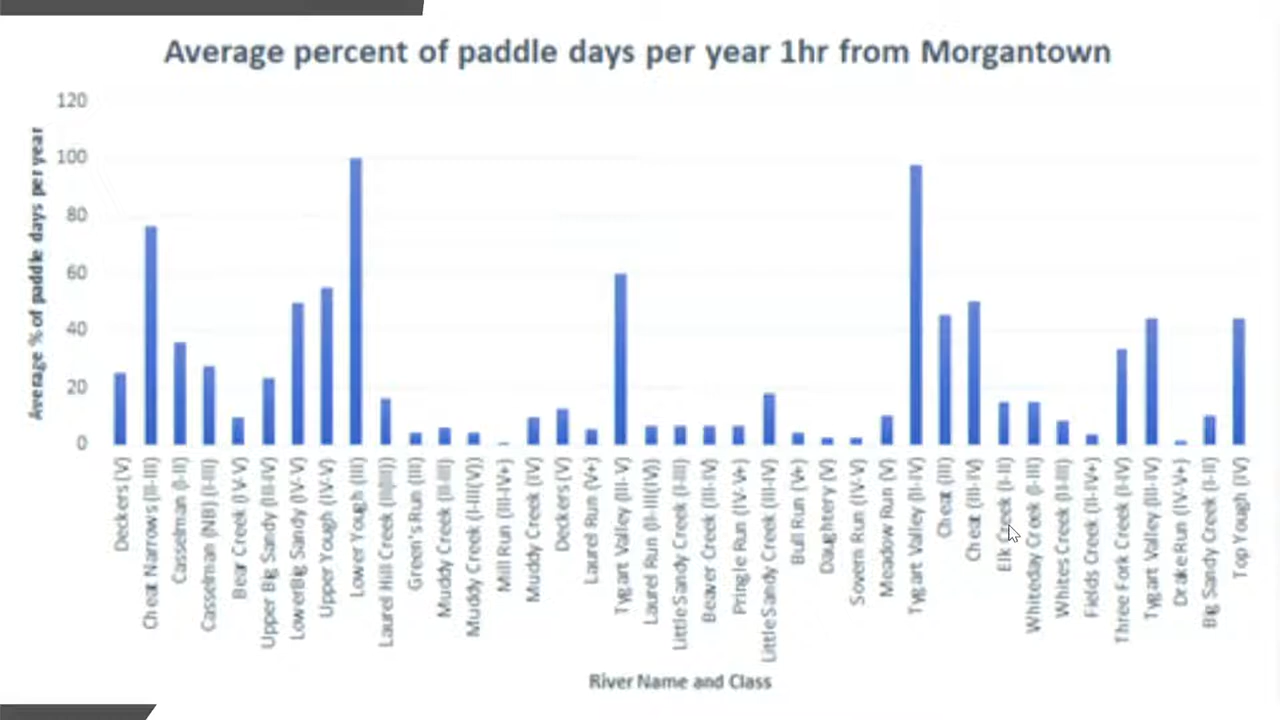 Average percent of paddle days per year 1hr from Morgantown
Average % of paddle days per year
120
100
80
60
40
20
0
Deckers (V)
Cheat Narrows (II-III)
Casselman (I-II)
Casselman (NB) (I-III)
Bear Creek (IV-V)
Upper Big Sandy (III-IV)
LowerBig Sandy (IV-V)
Upper Yough (IV-V)
Lower Yough (III)
Laurel Hill Creek (II(III))
Green's Run (III)
Muddy Creek (II-III)
Muddy Creek (I-III(V))
Mill Run (III-IV+)
Muddy Creek (IV)
Deckers (V)
Laurel Run (V+)
Tygart Valley (III-V)
Laurel Run (II-III(IV))
Little Sandy Creek (I-III)
Beaver Creek (III-IV)
Pringle Run (IV-V+)
Little Sandy Creek (III-IV)
Bull Run (V+)
Daughtery (V)
Sovern Run (IV-V)
Meadow Run (V)
Tygart Valley (II-IV)
Cheat (III)
Cheat (III-IV)
Elk Creek (I-II)
Whiteday Creek (I-III)
Whites Creek (II-III)
Fields Creek (II-IV+)
Three Fork Creek (I-IV)
Tygart Valley (III-IV)
Drake Run (IV-V+)
Big Sandy Creek (I-II)
Top Yough (IV)
River Name and Class